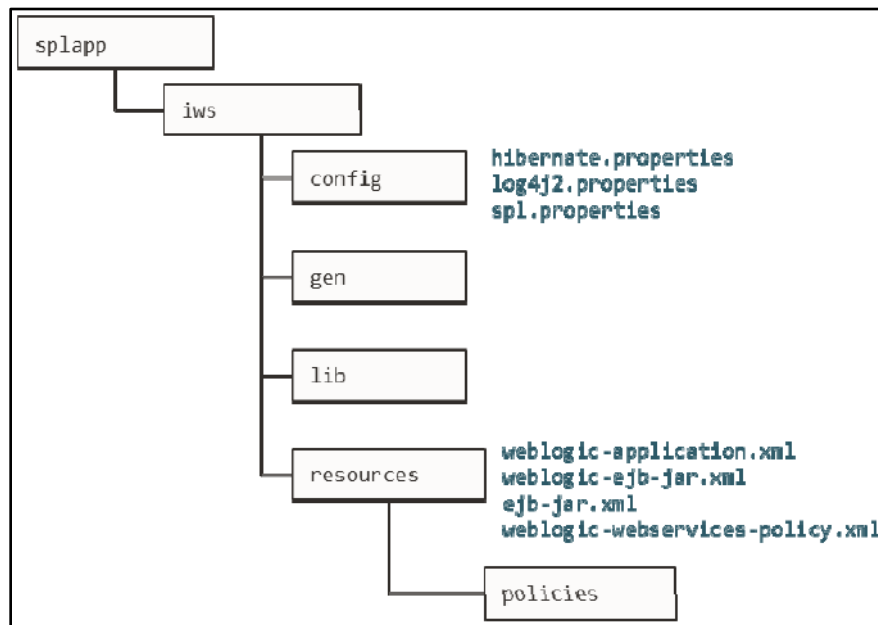 splapp
iws
config
hibernate.properties
log4j2.properties
spl.properties
gen
lib
resources
weblogic-application.xml
weblogic-ejb-jar.xml
ejb-jar.xml
weblogic-webservices-policy.xml
policies